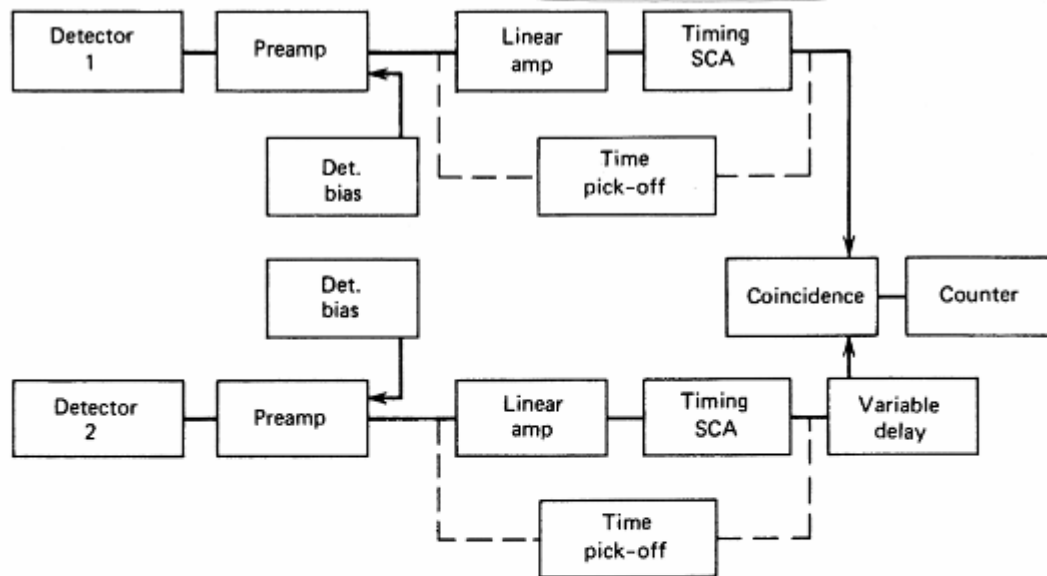 Detector
1
Preamp
Linear
amp
Timing
SCA
Det.
bias
Time
pick-off
Det.
bias
Coincidence
Counter
Detector
2
Preamp
Linear
amp
Timing
SCA
Variable
delay
Time
pick-off